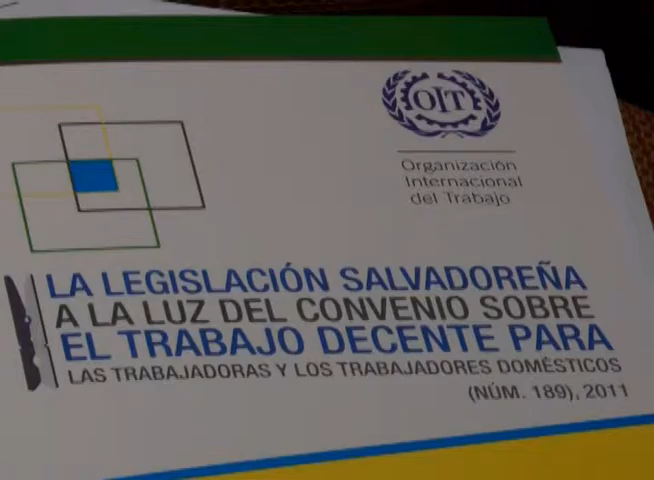 OIT
Organización
Internacional
del Trabajo
LA LEGISLACIÓN SALVADOREÑA
A LA LUZ DEL CONVENIO SOBRE
EL TRABAJO DECENTE PARA
LAS TRABAJADORAS Y LOS TRABAJADORES DOMÉSTICOS
(NÚM. 189), 2011